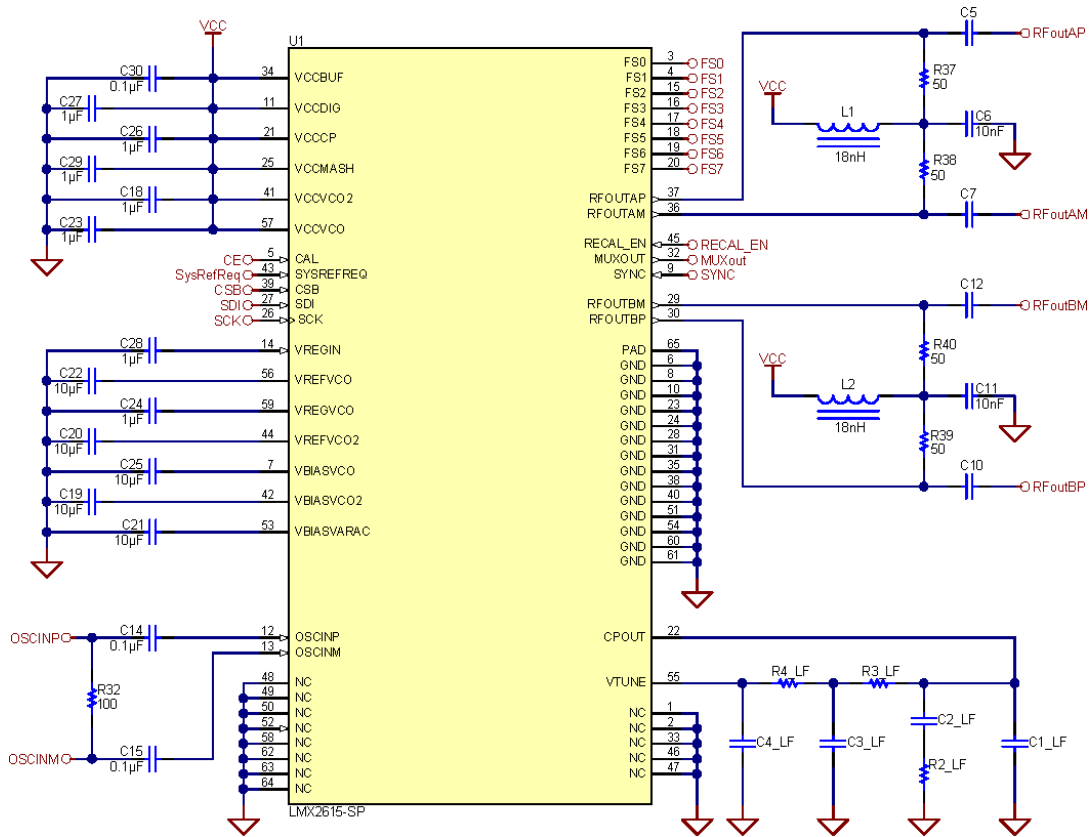 VCC
U1
C30
0.1µF
34
VCCBUF
C27
1µF
11
VCCDIG
C26
1µF
21
VCCCP
C29
1µF
25
VCCMASH
C18
1µF
41
VCCVCO2
C23
1µF
57
VCCVCO
CE
5
CAL
SysRefReq
43
SYSREFREQ
CSB
39
CSB
SDI
27
SDI
SCK
26
SCK
C28
1µF
14
VREGIN
C22
10µF
56
VREFVCO
C24
1µF
59
VREGVCO
C20
10µF
44
VREFVCO2
C25
10µF
7
VBIASVCO
C19
10µF
42
VBIASVCO2
C21
10µF
53
VBIASVARAC
OSCINP
C14
0.1µF
12
OSCINP
13
OSCINM
R32
100
OSCINM
C15
0.1µF
48
NC
49
NC
50
NC
52
NC
58
NC
62
NC
63
NC
64
NC
LMX2615-SP
FS0
3
FS0
FS1
4
FS1
FS2
15
FS2
FS3
16
FS3
FS4
17
FS4
FS5
18
FS5
FS6
19
FS6
FS7
20
FS7
RFOUTAP
37
RFOUTAM
36
RECAL_EN
45
RECAL_EN
MUXOUT
32
MUXout
SYNC
9
SYNC
RFOUTBM
29
RFOUTBP
30
PAD
65
GND
6
GND
8
GND
10
GND
23
GND
24
GND
28
GND
31
GND
35
GND
38
GND
40
GND
51
GND
54
GND
60
GND
61
CPOUT
22
VTUNE
55
NC
1
NC
2
NC
33
NC
46
NC
47
C5
RFoutAP
R37
50
VCC
L1
18nH
C6
10nF
R38
50
C7
RFoutAM
C12
RFoutBM
R40
50
VCC
L2
18nH
C11
10nF
R39
50
C10
RFoutBP
R4_LF
R3_LF
C2_LF
C4_LF
C3_LF
C1_LF
R2_LF